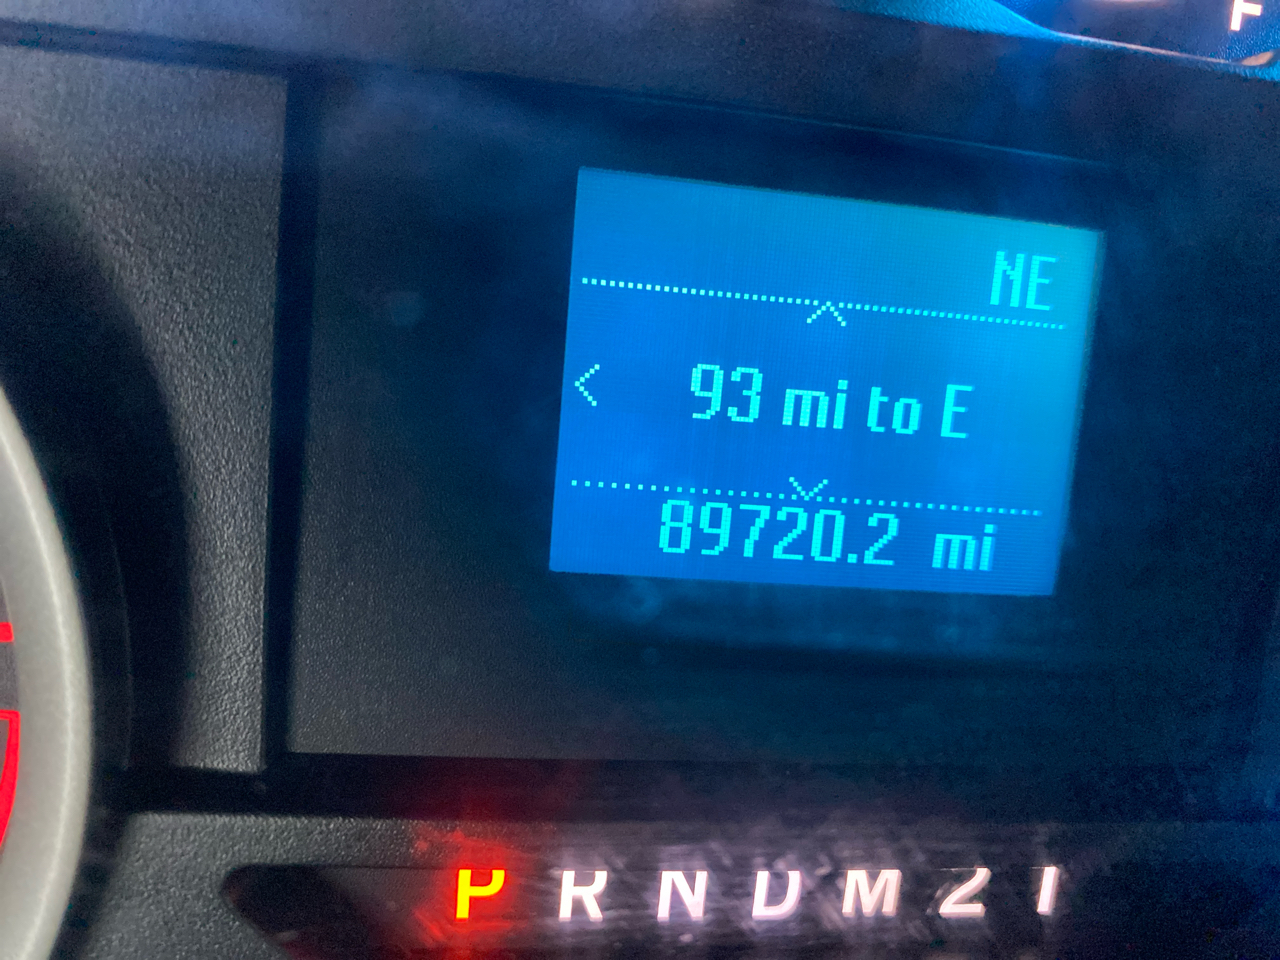 F
NE
93 mi to E
89720.2 mi
P R N D M 2 1